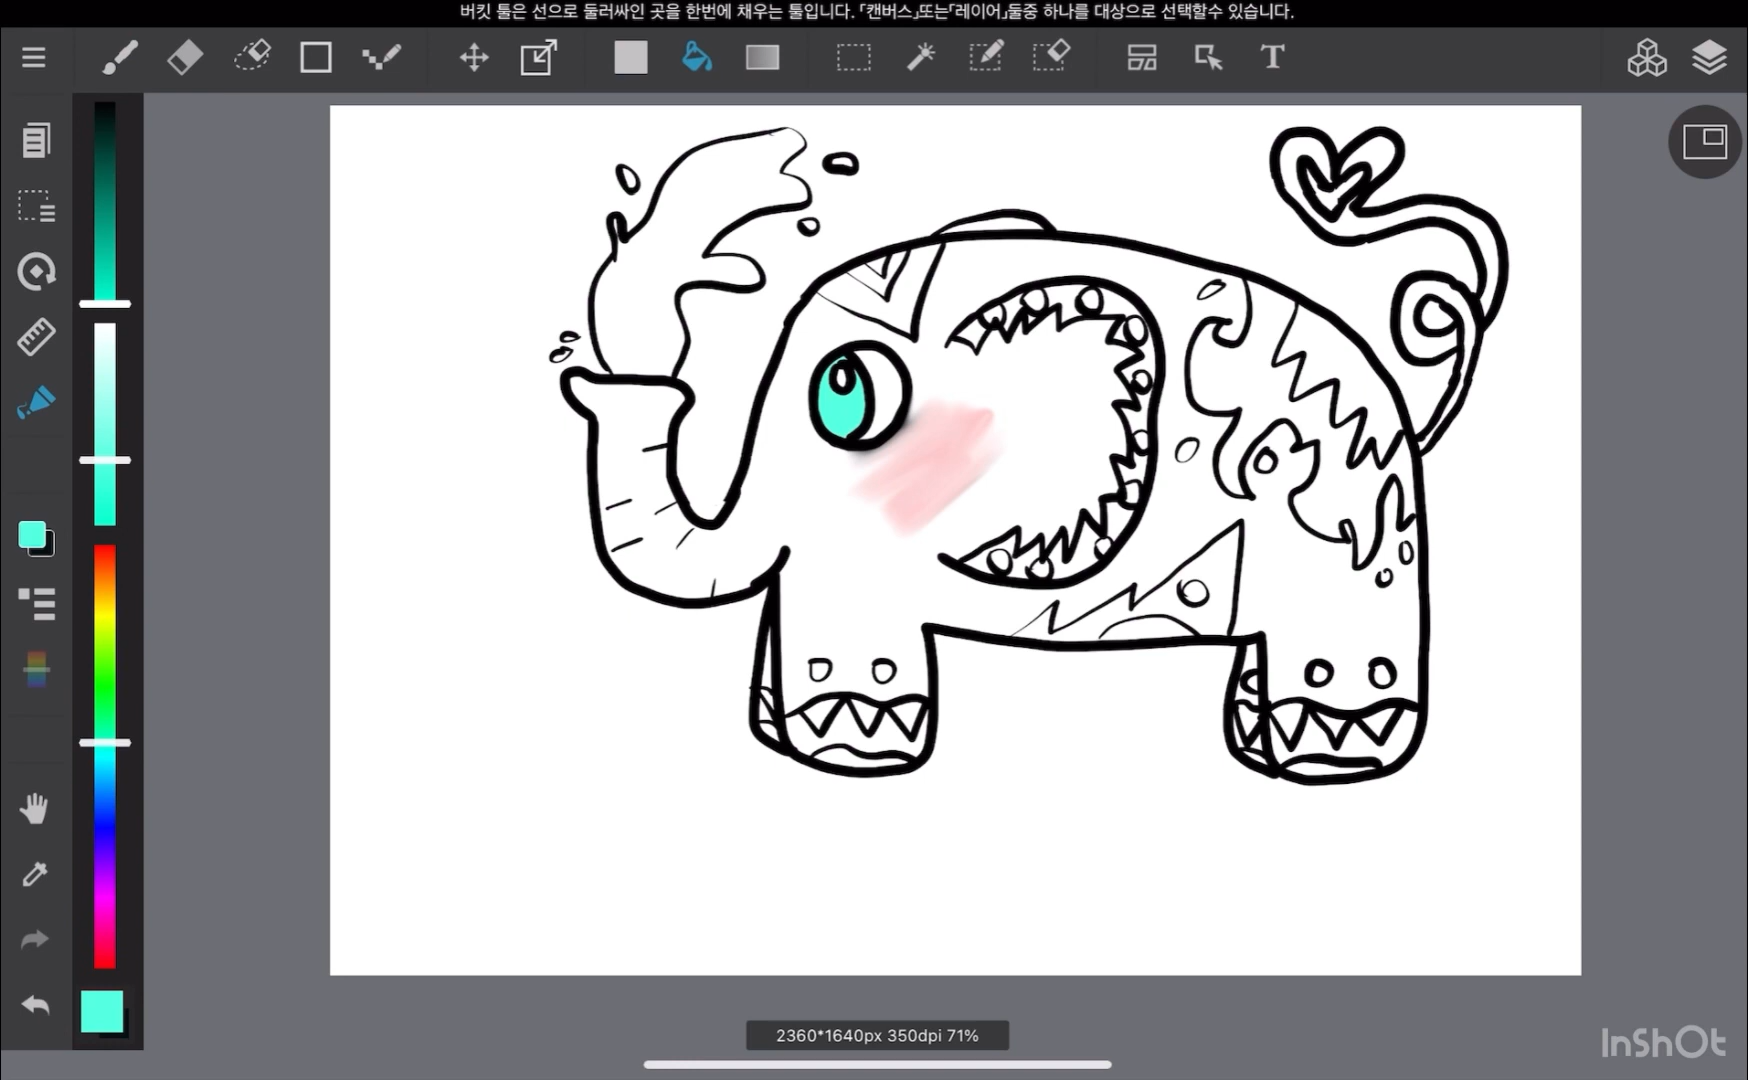 버킷 툴은 선으로 둘러싸인 곳을 한번에 채우는 툴입니다. 「캔버스」또는「레이어」둘중 하나를 대상으로 선택할수 있습니다.
T
2360*1640px 350dpi 71%
InShOt